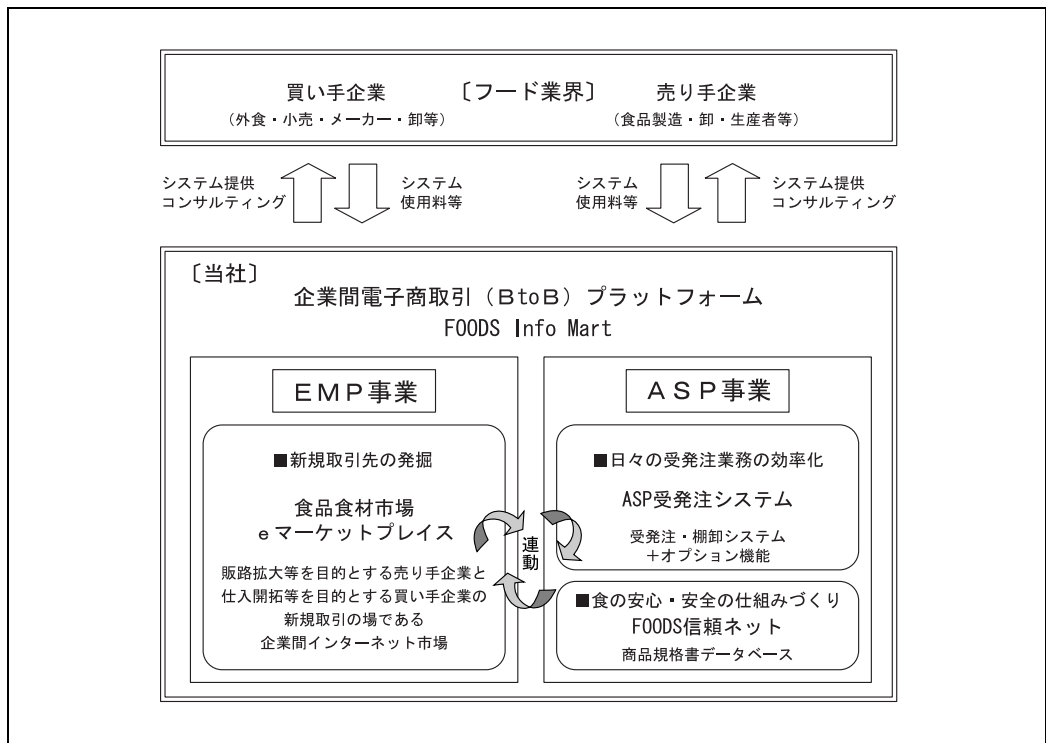 買い手企業 〔フード業界〕 売り手企業
（外食・小売・メーカー・卸等） （食品製造・卸・生産者等）
システム提供
コンサルティング
システム
使用料等
システム
使用料等
システム提供
コンサルティング
〔当社〕
企業間電子商取引（ＢtoＢ）プラットフォーム
FOODS Info Mart
ＥＭＰ事業
■新規取引先の発掘
食品食材市場
ｅマーケットプレイス
販路拡大等を目的とする売り手企業と
仕入開拓等を目的とする買い手企業の
新規取引の場である
企業間インターネット市場
連動
ＡＳＰ事業
■日々の受発注業務の効率化
ASP受発注システム
受発注・棚卸システム
＋オプション機能
■食の安心・安全の仕組みづくり
FOODS信頼ネット
商品規格書データベース